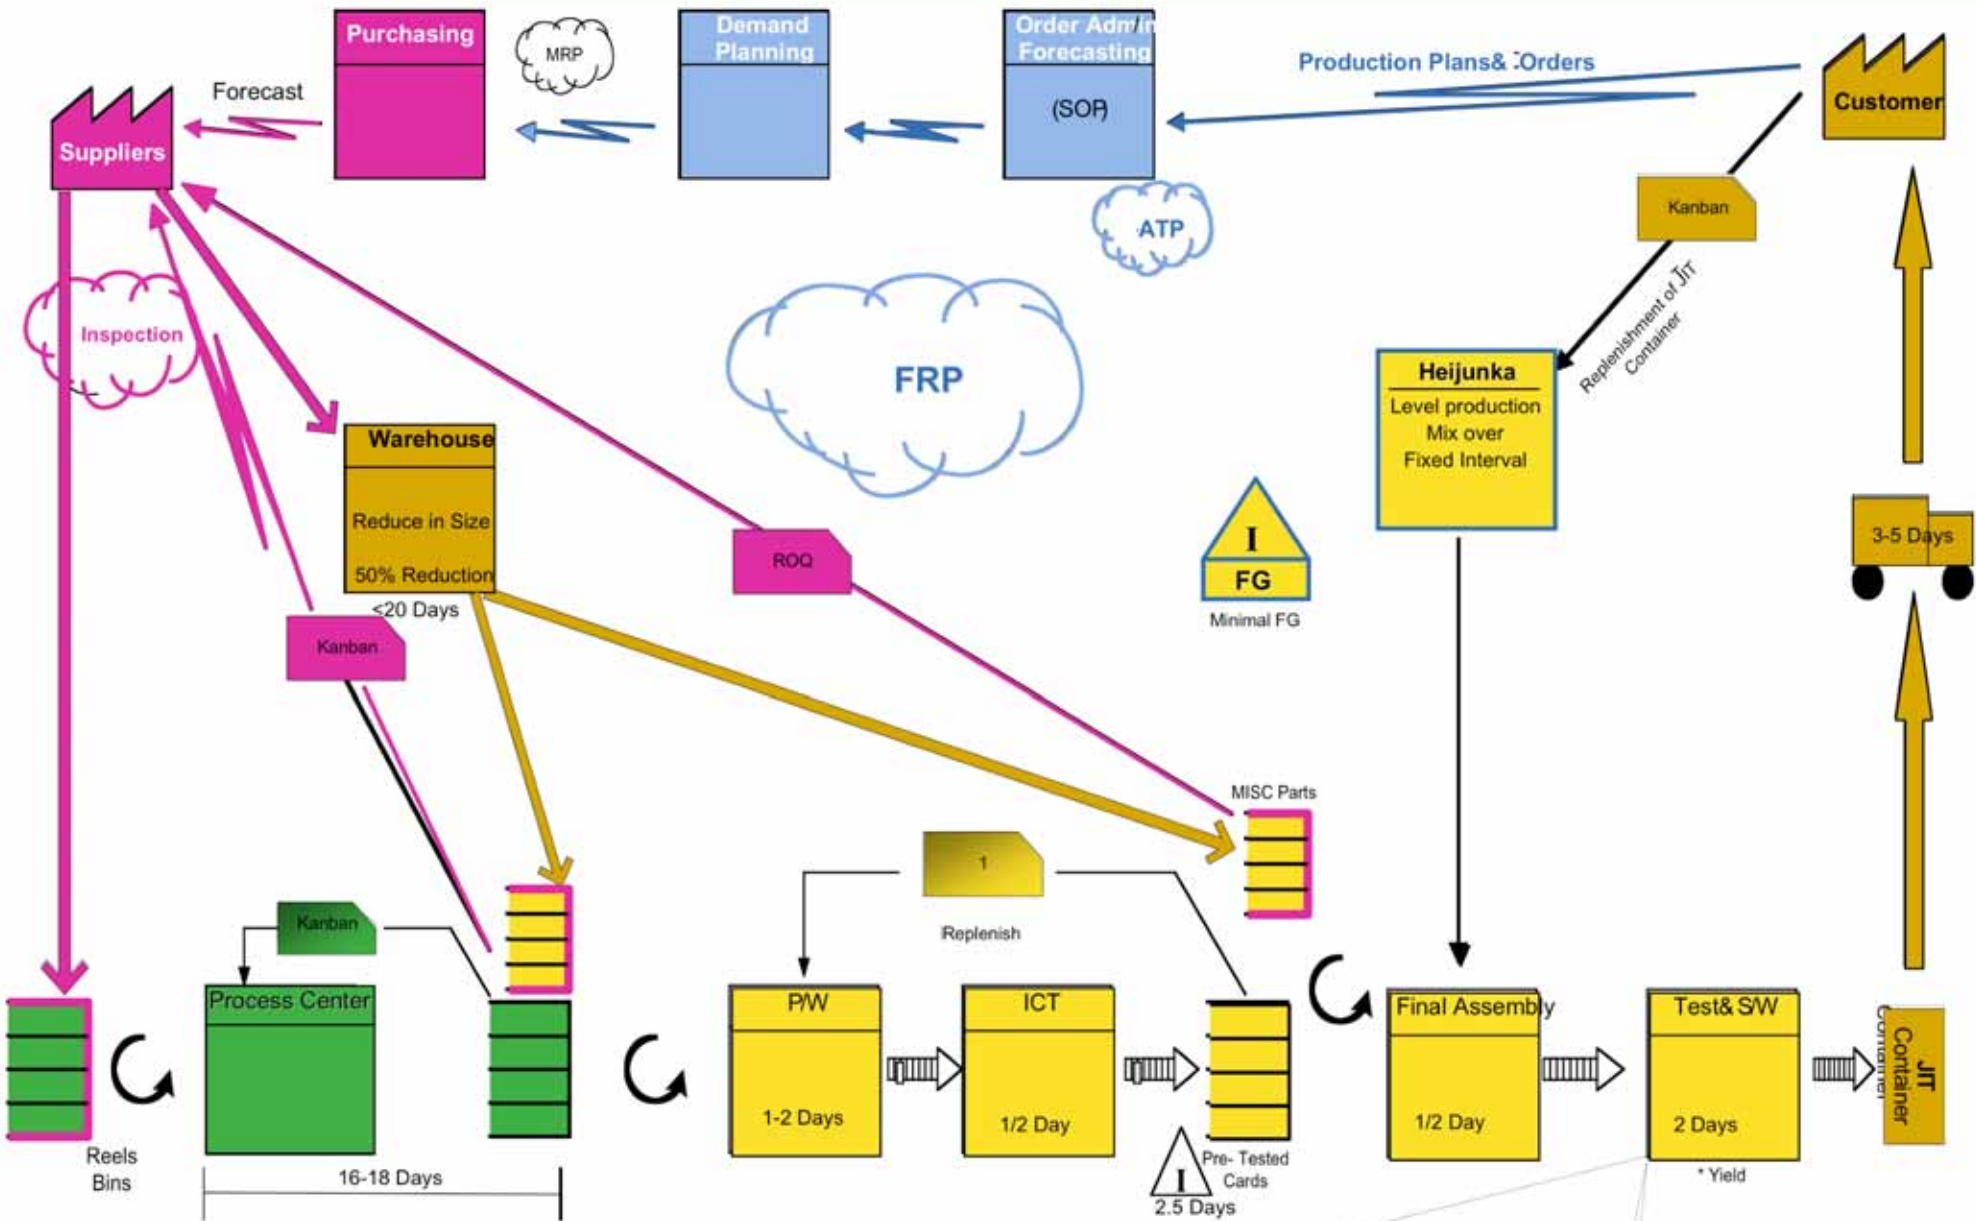 Purchasing
MRP
Demand
Planning
Order Admin/
Forecasting
(SOP)
Production Plans& Orders
Customer
Forecast
Suppliers
Kanban
ATP
Replenishment of JIT
Container
Inspection
FRP
Heijunka
Level production
Mix over
Fixed Interval
Warehouse
Reduce in Size
50% Reduction
<20 Days
ROQ
I
FG
Minimal FG
3-5 Days
Kanban
MISC Parts
1
Replenish
Kanban
Process Center
P/W
1-2 Days
ICT
1/2 Day
Final Assembly
1/2 Day
Test& S/W
2 Days
* Yield
JIT
Container
Container
Reels
Bins
16-18 Days
Pre- Tested
Cards
I
2.5 Days